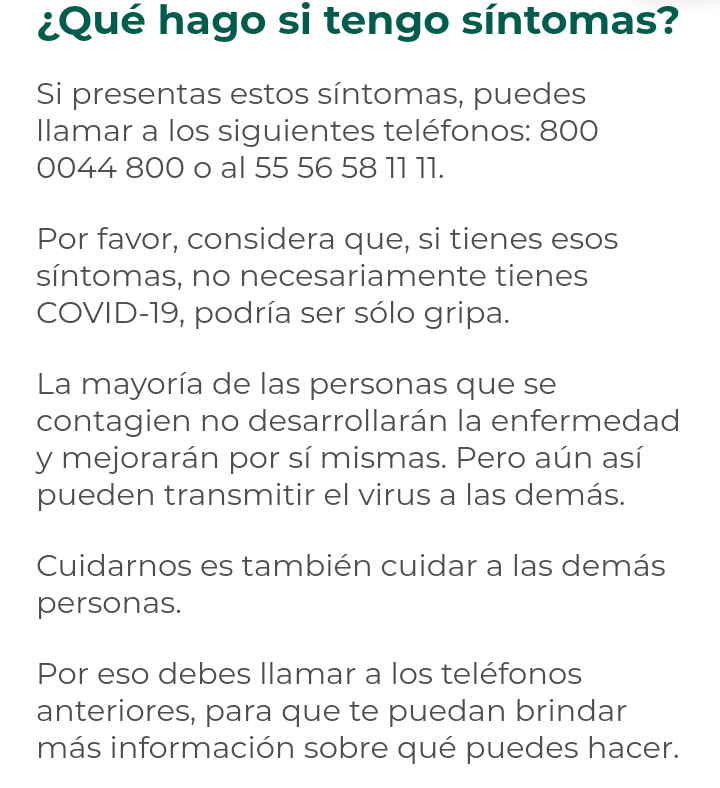 ¿Qué hago si tengo síntomas?
Si presentas estos síntomas, puedes
llamar a los siguientes teléfonos: 800
0044 800 o al 55 56 58 11 11.
Por favor, considera que, si tienes esos
síntomas, no necesariamente tienes
COVID-19, podría ser sólo gripa.
La mayoría de las personas que se
contagien no desarrollarán la enfermedad
y mejorarán por sí mismas. Pero aún así
pueden transmitir el virus a las demás.
Cuidarnos es también cuidar a las demás
personas.
Por eso debes llamar a los teléfonos
anteriores, para que te puedan brindar
más información sobre qué puedes hacer.